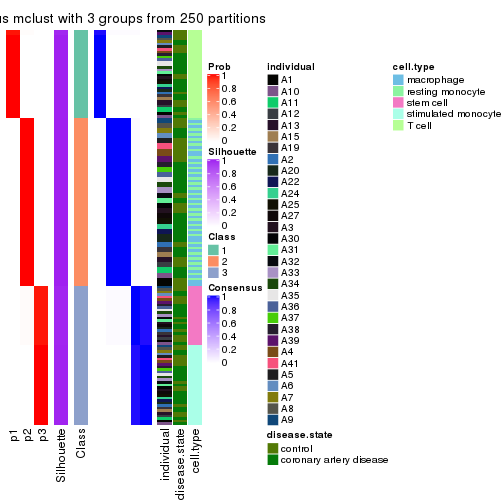 us mclust with 3 groups from 250 partitions
p1
p2
p3
Silhouette
Class
individual
disease.state
cell.type
Prob
1
0.8
0.6
0.4
0.2
0
Silhouette
1
0.8
0.6
0.4
0.2
0
Class
1
2
3
Consensus
1
0.8
0.6
0.4
0.2
0
individual
A1
A10
A11
A12
A13
A15
A19
A2
A20
A22
A24
A25
A27
A3
A30
A31
A32
A33
A34
A35
A36
A37
A38
A39
A4
A41
A5
A6
A7
A8
A9
disease.state
control
coronary artery disease
cell.type
macrophage
resting monocyte
stem cell
stimulated monocyte
T cell